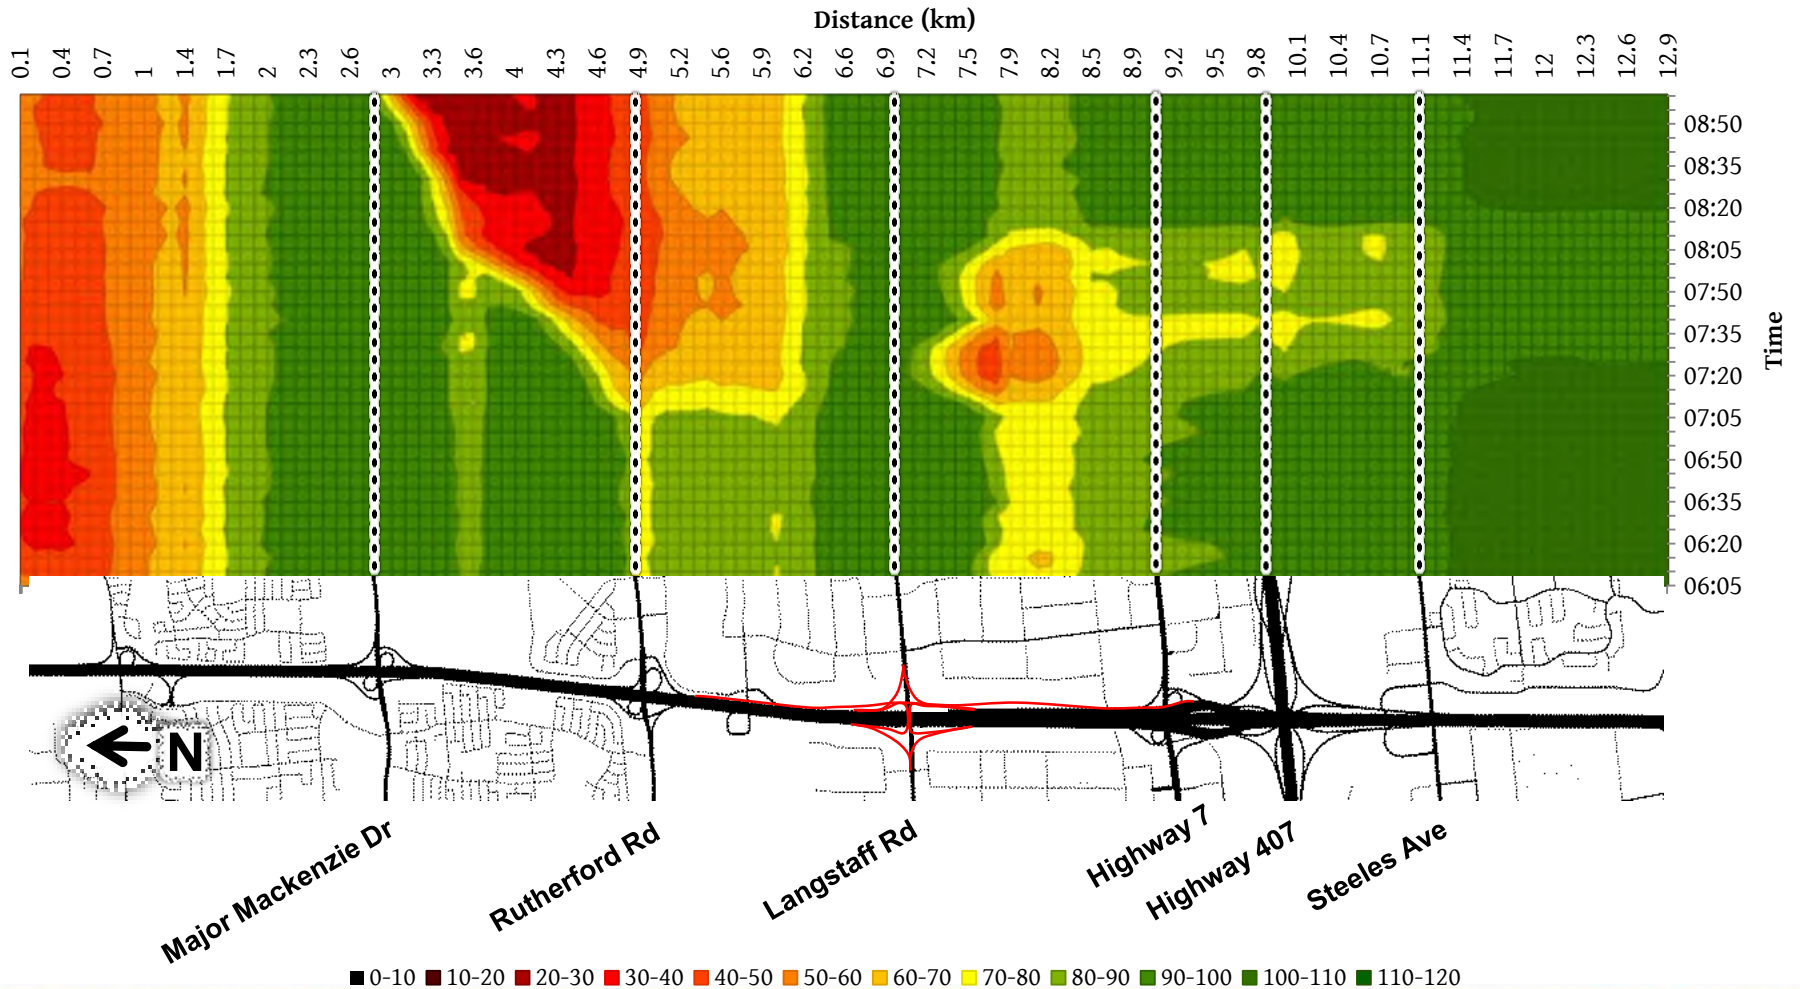 Distance (km)
0.1 0.4 0.7 1 1.4 1.7 2 2.3 2.6 3 3.3 3.6 4 4.3 4.6 4.9 5.2 5.6 5.9 6.2 6.6 6.9 7.2 7.5 7.9 8.2 8.5 8.9 9.2 9.5 9.8 10.1 10.4 10.7 11.1 11.4 11.7 12 12.3 12.6 12.9
08:50
08:35
08:20
08:05
07:50
07:35
07:20
07:05
06:50
06:35
06:20
06:05
Time
N
Major Mackenzie Dr
Rutherford Rd
Langstaff Rd
Highway 7
Highway 407
Steeles Ave
0-10 10-20 20-30 30-40 40-50 50-60 60-70 70-80 80-90 90-100 100-110 110-120